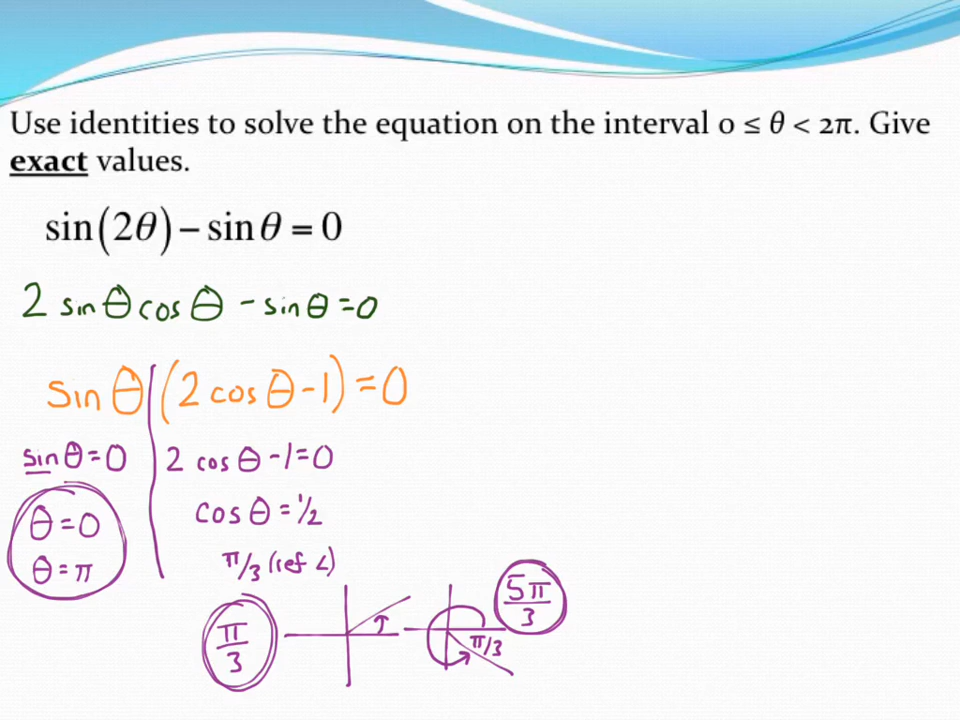 Use identities to solve the equation on the interval 0 ≤ θ < 2π. Give
exact values.
sin(2θ) – sin θ = 0
2 sin θ cos θ - sin θ = 0
sin θ (2 cos θ - 1) = 0
sin θ = 0
θ = 0
θ = π
2 cos θ - 1 = 0
cos θ = 1/2
π/3 (ref ∠)
π/3
π/3
5π/3